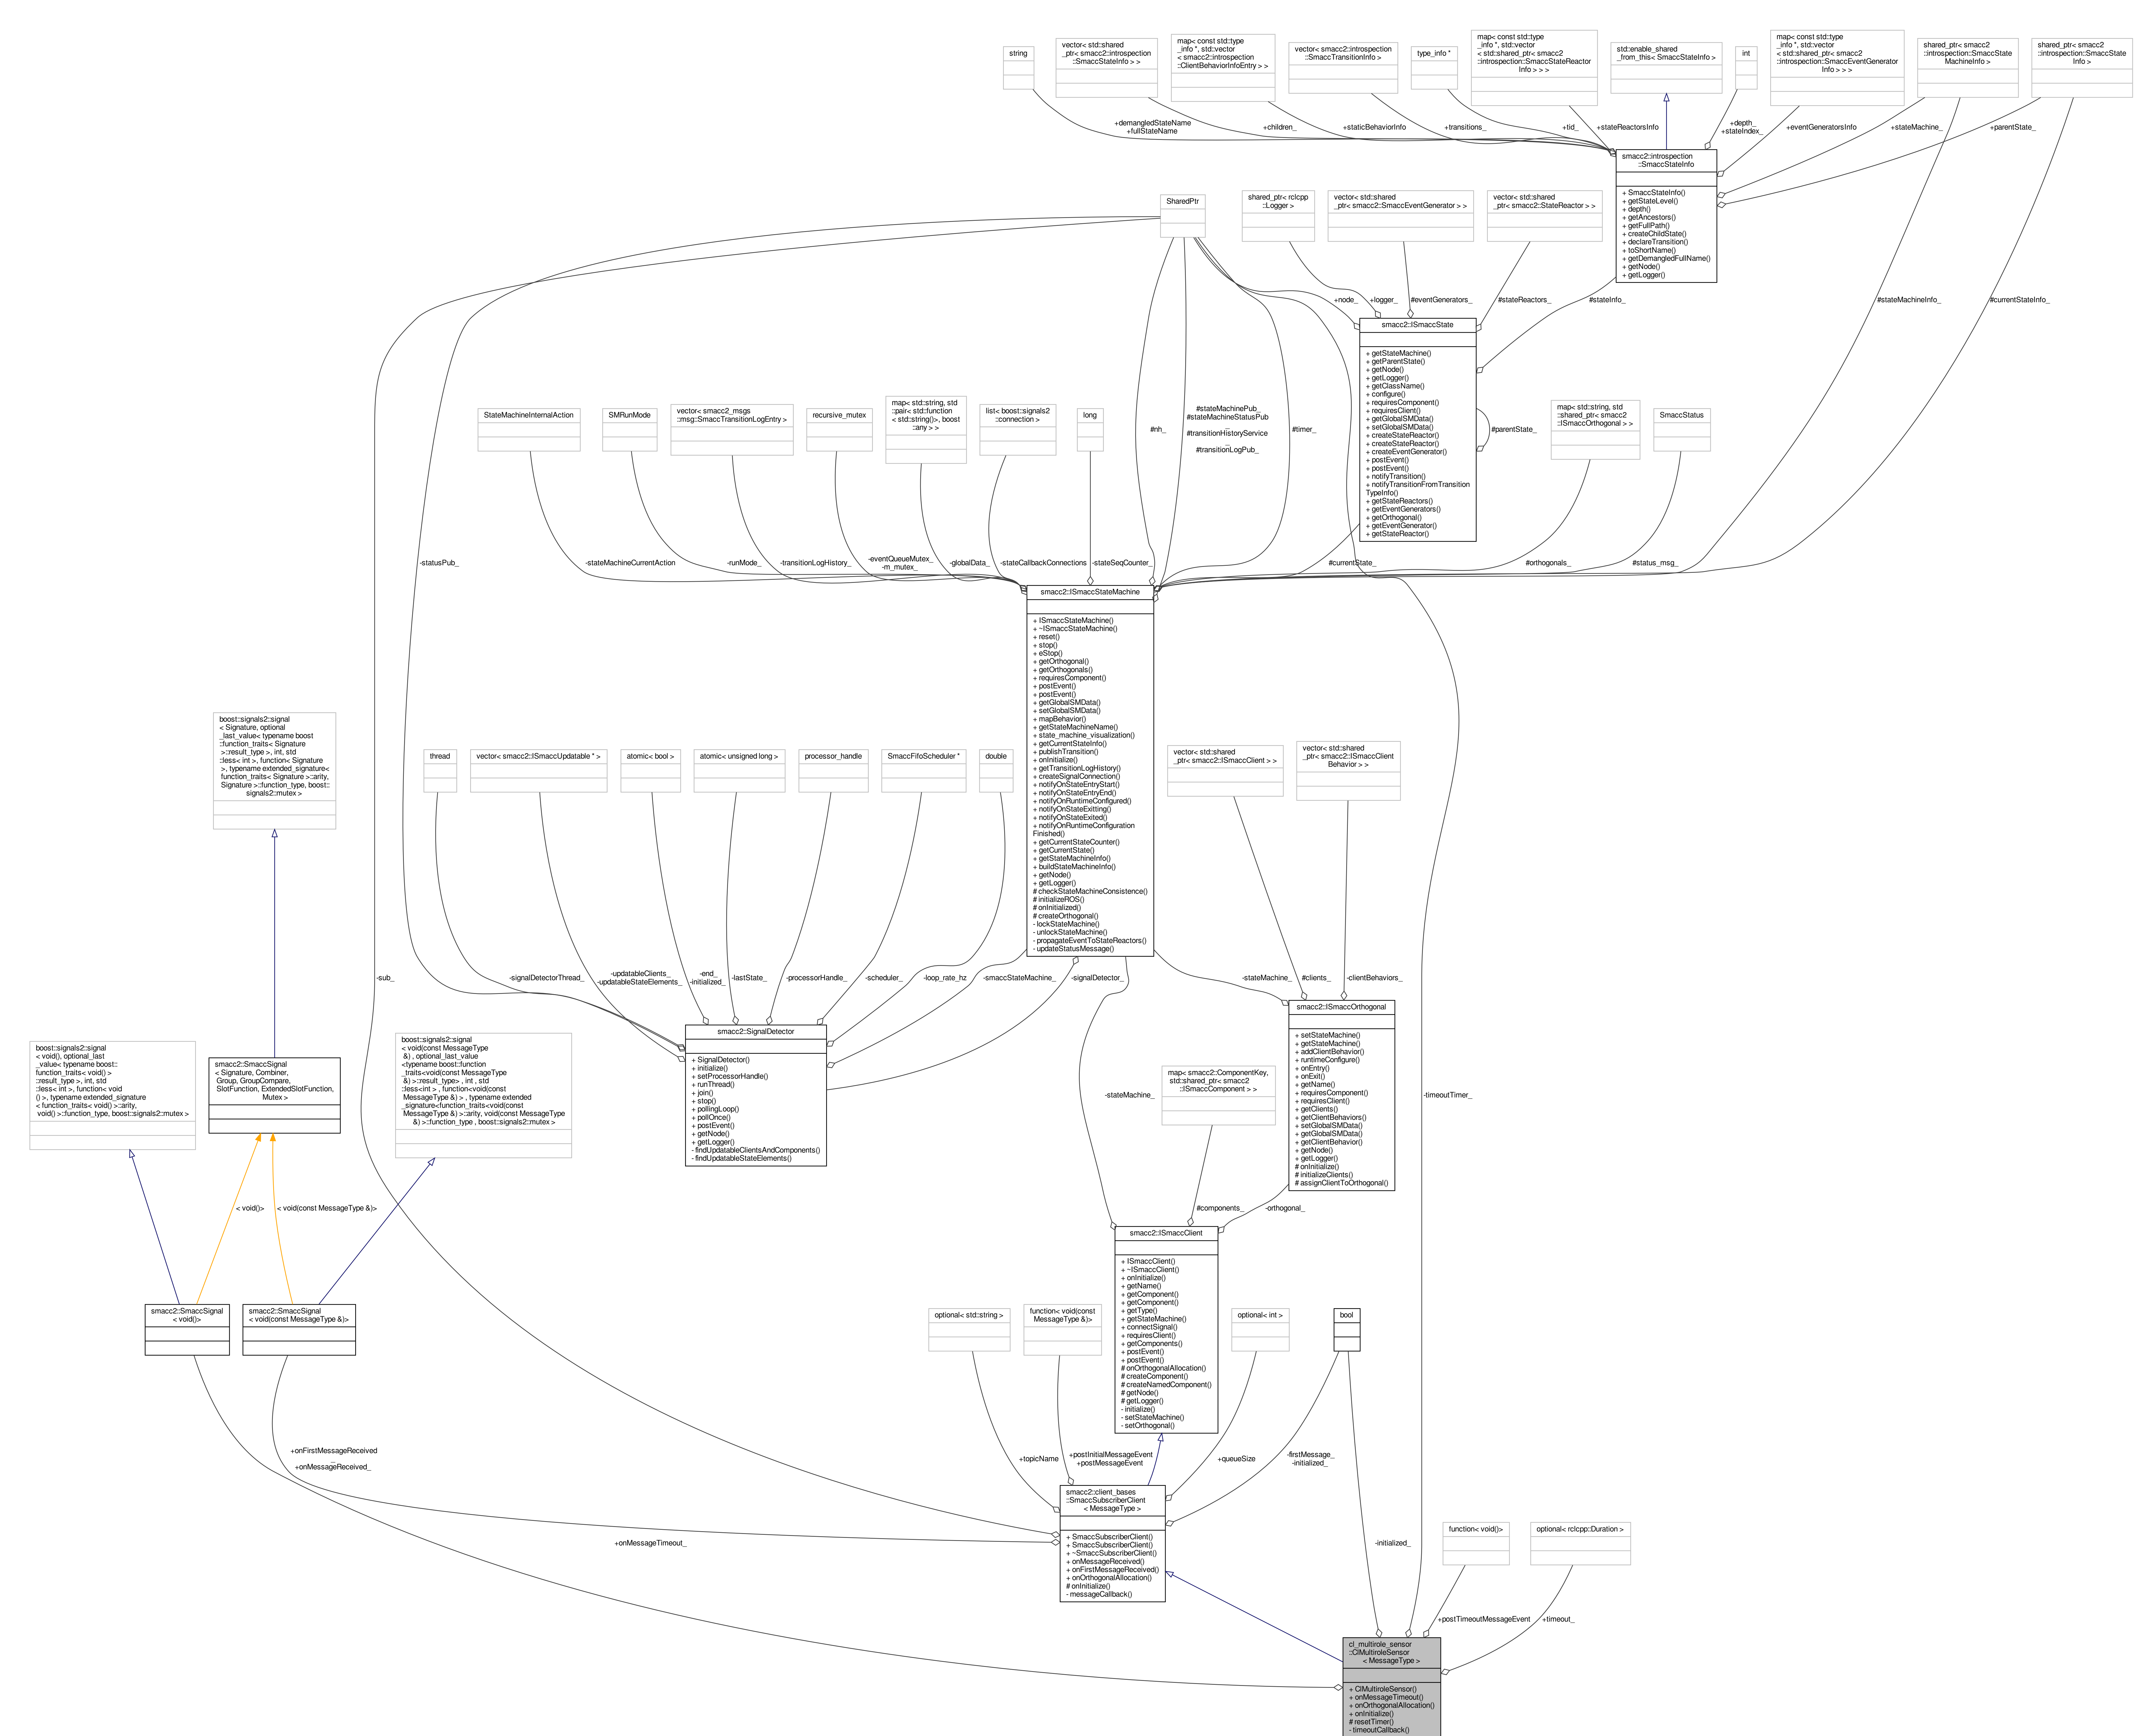 string
vector< std::shared
_ptr< smacc2::introspection
::SmaccStateInfo > >
map< const std::type
_info *, std::vector
< smacc2::introspection
::ClientBehaviorInfoEntry > >
vector< smacc2::introspection
::SmaccTransitionInfo >
type_info *
map< const std::type
_info *, std::vector
< std::shared_ptr< smacc2
::introspection::SmaccStateReactor
Info > > >
std::enable_shared
_from_this< SmaccStateInfo >
int
map< const std::type
_info *, std::vector
< std::shared_ptr< smacc2
::introspection::SmaccEventGenerator
Info > > >
shared_ptr< smacc2
::introspection::SmaccState
MachineInfo >
shared_ptr< smacc2
::introspection::SmaccState
Info >
+demangledStateName
+fullStateName
+children_
+staticBehaviorInfo
+transitions_
+tid_
+stateReactorsInfo
+depth_
+stateIndex_
+eventGeneratorsInfo
+stateMachine_
+parentState_
smacc2::introspection
::SmaccStateInfo
+ SmaccStateInfo()
+ getStateLevel()
+ depth()
+ getAncestors()
+ getFullPath()
+ createChildState()
+ declareTransition()
+ toShortName()
+ getDemangledFullName()
+ getNode()
+ getLogger()
SharedPtr
shared_ptr< rclcpp
::Logger >
vector< std::shared
_ptr< smacc2::SmaccEventGenerator > >
vector< std::shared
_ptr< smacc2::StateReactor > >
+node_
+logger_
#eventGenerators_
#stateReactors_
#stateInfo_
#stateMachineInfo_
#currentStateInfo_
smacc2::ISmaccState
+ getStateMachine()
+ getParentState()
+ getNode()
+ getLogger()
+ getClassName()
+ configure()
+ requiresComponent()
+ requiresClient()
+ getGlobalSMData()
+ setGlobalSMData()
+ createStateReactor()
+ createStateReactor()
+ createEventGenerator()
+ postEvent()
+ postEvent()
+ notifyTransition()
+ notifyTransitionFromTransition
TypeInfo()
+ getStateReactors()
+ getEventGenerators()
+ getOrthogonal()
+ getEventGenerator()
+ getStateReactor()
#parentState_
StateMachineInternalAction
SMRunMode
vector< smacc2_msgs
::msg::SmaccTransitionLogEntry >
recursive_mutex
map< std::string, std
::pair< std::function
< std::string()>, boost
::any > >
list< boost::signals2
::connection >
long
#nh_
#stateMachinePub_
#stateMachineStatusPub
_
#transitionHistoryService
_
#transitionLogPub_
#timer_
map< std::string, std
::shared_ptr< smacc2
::ISmaccOrthogonal > >
SmaccStatus
-statusPub_
-stateMachineCurrentAction
-runMode_
-transitionLogHistory_
-eventQueueMutex_
-m_mutex_
-globalData_
-stateCallbackConnections
-stateSeqCounter_
#currentState_
#orthogonals_
#status_msg_
smacc2::ISmaccStateMachine
+ ISmaccStateMachine()
+ ~ISmaccStateMachine()
+ reset()
+ stop()
+ eStop()
+ getOrthogonal()
+ getOrthogonals()
+ requiresComponent()
+ postEvent()
+ postEvent()
+ getGlobalSMData()
+ setGlobalSMData()
+ mapBehavior()
+ getStateMachineName()
+ state_machine_visualization()
+ getCurrentStateInfo()
+ publishTransition()
+ onInitialize()
+ getTransitionLogHistory()
+ createSignalConnection()
+ notifyOnStateEntryStart()
+ notifyOnStateEntryEnd()
+ notifyOnRuntimeConfigured()
+ notifyOnStateExitting()
+ notifyOnStateExited()
+ notifyOnRuntimeConfiguration
Finished()
+ getCurrentStateCounter()
+ getCurrentState()
+ getStateMachineInfo()
+ buildStateMachineInfo()
+ getNode()
+ getLogger()
# checkStateMachineConsistence()
# initializeROS()
# onInitialized()
# createOrthogonal()
- lockStateMachine()
- unlockStateMachine()
- propagateEventToStateReactors()
- updateStatusMessage()
boost::signals2::signal
< Signature, optional
_last_value< typename boost
::function_traits< Signature
>::result_type >, int, std
::less< int >, function< Signature
>, typename extended_signature<
function_traits< Signature >::arity,
Signature >::function_type, boost::
signals2::mutex >
thread
vector< smacc2::ISmaccUpdatable * >
atomic< bool >
atomic< unsigned long >
processor_handle
SmaccFifoScheduler *
double
vector< std::shared
_ptr< smacc2::ISmaccClient > >
vector< std::shared
_ptr< smacc2::ISmaccClient
Behavior > >
-sub_
-signalDetectorThread_
-updatableClients_
-updatableStateElements_
-end_
-initialized_
-lastState_
-processorHandle_
-scheduler_
-loop_rate_hz
-smaccStateMachine_
-signalDetector_
-stateMachine_
#clients_
-clientBehaviors_
smacc2::SignalDetector
+ SignalDetector()
+ initialize()
+ setProcessorHandle()
+ runThread()
+ join()
+ stop()
+ pollingLoop()
+ pollOnce()
+ postEvent()
+ getNode()
+ getLogger()
- findUpdatableClientsAndComponents()
- findUpdatableStateElements()
smacc2::ISmaccOrthogonal
+ setStateMachine()
+ getStateMachine()
+ addClientBehavior()
+ runtimeConfigure()
+ onEntry()
+ onExit()
+ getName()
+ requiresComponent()
+ requiresClient()
+ getClients()
+ getClientBehaviors()
+ setGlobalSMData()
+ getGlobalSMData()
+ getClientBehavior()
+ getNode()
+ getLogger()
# onInitialize()
# initializeClients()
# assignClientToOrthogonal()
boost::signals2::signal
< void(), optional_last
_value< typename boost::
function_traits< void() >
::result_type >, int, std
::less< int >, function< void
() >, typename extended_signature
< function_traits< void() >::arity,
void() >::function_type, boost::signals2::mutex >
smacc2::SmaccSignal
< Signature, Combiner,
Group, GroupCompare,
SlotFunction, ExtendedSlotFunction,
Mutex >
boost::signals2::signal
< void(const MessageType
&) , optional_last_value
<typename boost::function
_traits<void(const MessageType
&) >::result_type> , int , std
::less<int > , function<void(const
MessageType &) > , typename extended
_signature<function_traits<void(const
MessageType &) >::arity, void(const MessageType
&) >::function_type , boost::signals2::mutex >
map< smacc2::ComponentKey,
std::shared_ptr< smacc2
::ISmaccComponent > >
-stateMachine_
-timeoutTimer_
< void()>
< void(const MessageType &)>
#components_
-orthogonal_
smacc2::ISmaccClient
+ ISmaccClient()
+ ~ISmaccClient()
+ onInitialize()
+ getName()
+ getComponent()
+ getComponent()
+ getType()
+ getStateMachine()
+ connectSignal()
+ requiresClient()
+ getComponents()
+ postEvent()
+ postEvent()
# onOrthogonalAllocation()
# createComponent()
# createNamedComponent()
# getNode()
# getLogger()
- initialize()
- setStateMachine()
- setOrthogonal()
smacc2::SmaccSignal
< void()>
smacc2::SmaccSignal
< void(const MessageType &)>
optional< std::string >
function< void(const
MessageType &)>
optional< int >
bool
+onFirstMessageReceived
_
+onMessageReceived_
+topicName
+postInitialMessageEvent
+postMessageEvent
+queueSize
-firstMessage_
-initialized_
smacc2::client_bases
::SmaccSubscriberClient
< MessageType >
+ SmaccSubscriberClient()
+ SmaccSubscriberClient()
+ ~SmaccSubscriberClient()
+ onMessageReceived()
+ onFirstMessageReceived()
+ onOrthogonalAllocation()
# onInitialize()
- messageCallback()
+onMessageTimeout_
-initialized_
function< void()>
optional< rclcpp::Duration >
+postTimeoutMessageEvent
+timeout_
cl_multirole_sensor
::ClMultiroleSensor
< MessageType >
+ ClMultiroleSensor()
+ onMessageTimeout()
+ onOrthogonalAllocation()
+ onInitialize()
# resetTimer()
- timeoutCallback()